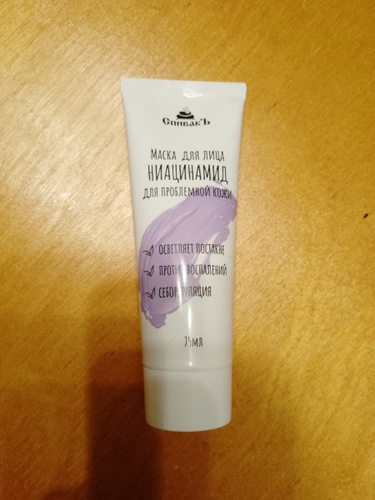 СпивакЪ
Маска для лица
НИАЦИНАМИД
для проблемной кожи
осветляет постакне
против воспалений
себорегуляция
75мл